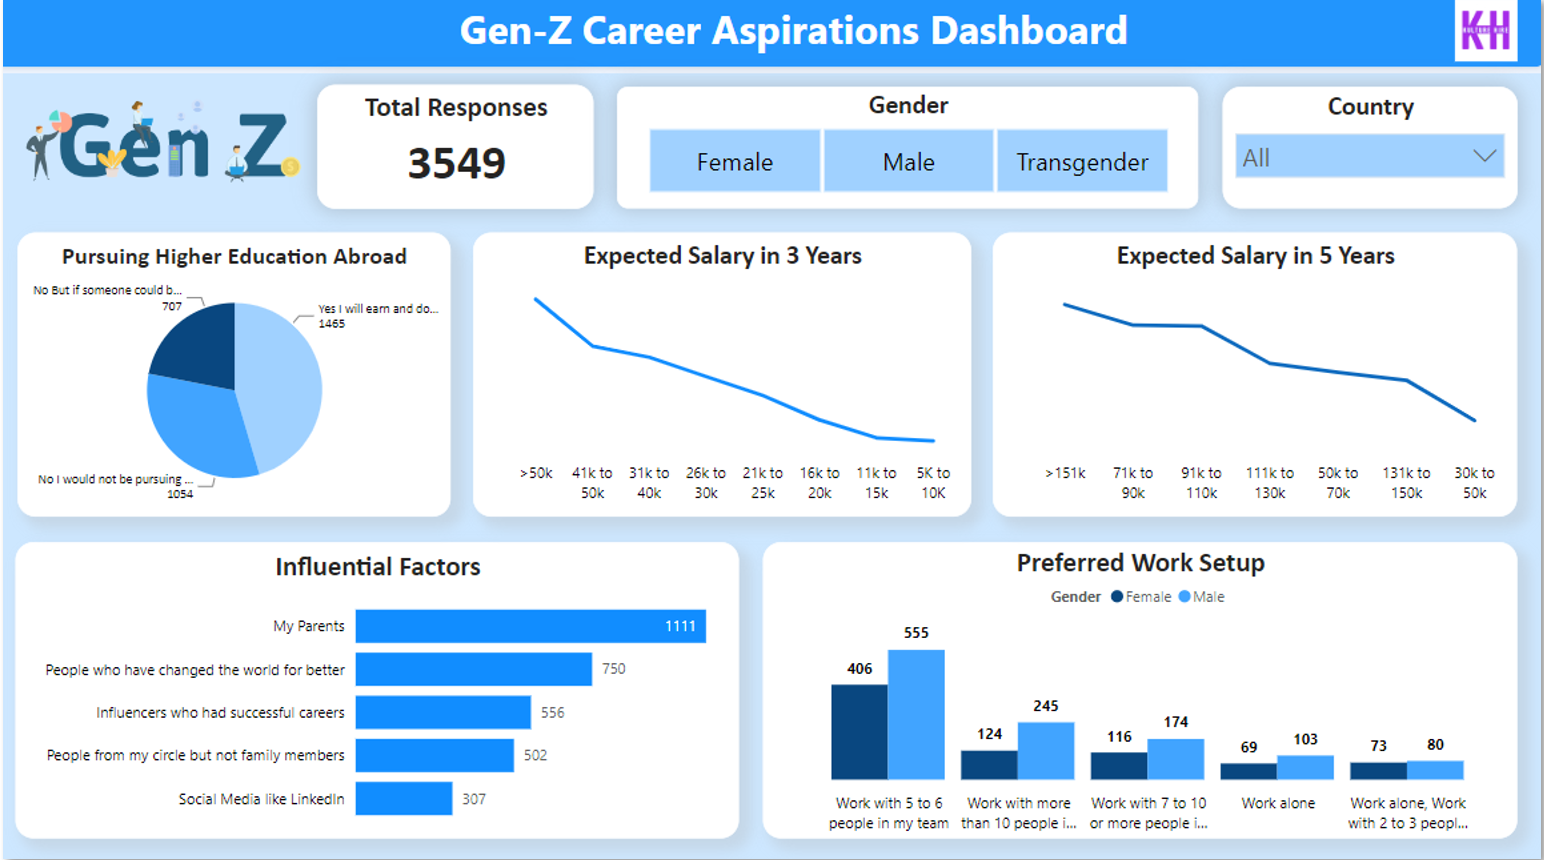 Gen-Z Career Aspirations Dashboard
KH
Gen Z
Total Responses
3549
Gender
Female
Male
Transgender
Country
All
Pursuing Higher Education Abroad
No But if someone could b...
707
Yes I will earn and do...
1465
No I would not be pursuing ...
1054
Expected Salary in 3 Years
>50k
41k to
50k
31k to
40k
26k to
30k
21k to
25k
16k to
20k
11k to
15k
5K to
10K
Expected Salary in 5 Years
>151k
71k to
90k
91k to
110k
111k to
130k
50k to
70k
131k to
150k
30k to
50k
Influential Factors
My Parents
1111
People who have changed the world for better
750
Influencers who had successful careers
556
People from my circle but not family members
502
Social Media like LinkedIn
307
Preferred Work Setup
Gender Female Male
406
555
124
245
116
174
69
103
73
80
Work with 5 to 6
people in my team
Work with more
than 10 people i...
Work with 7 to 10
or more people i...
Work alone
Work alone, Work
with 2 to 3 peopl...